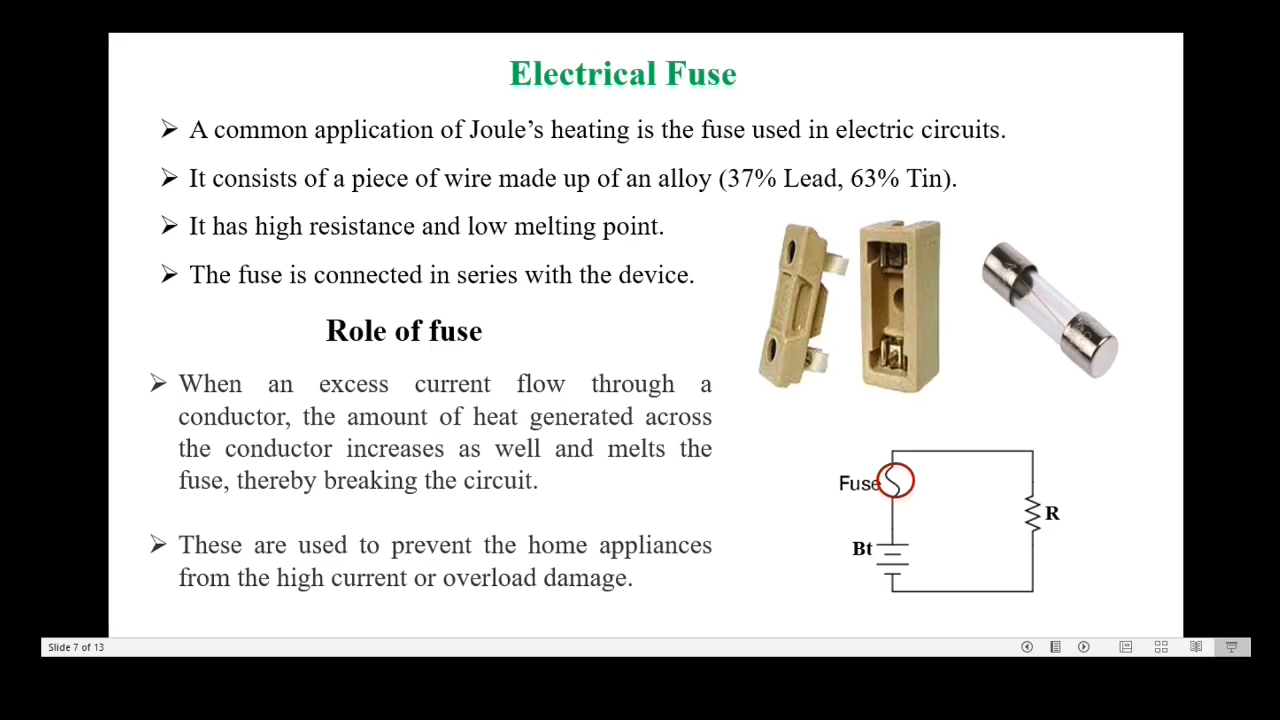 Electrical Fuse
➢ A common application of Joule’s heating is the fuse used in electric circuits.
➢ It consists of a piece of wire made up of an alloy (37% Lead, 63% Tin).
➢ It has high resistance and low melting point.
➢ The fuse is connected in series with the device.
Role of fuse
➢ When an excess current flow through a
conductor, the amount of heat generated across
the conductor increases as well and melts the
fuse, thereby breaking the circuit.
➢ These are used to prevent the home appliances
from the high current or overload damage.
Fuse
R
Bt
Slide 7 of 13